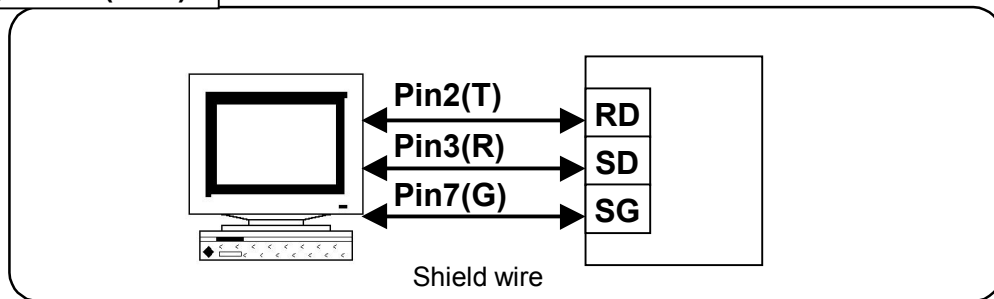 Pin2(T)
RD
Pin3(R)
SD
Pin7(G)
SG
Shield wire